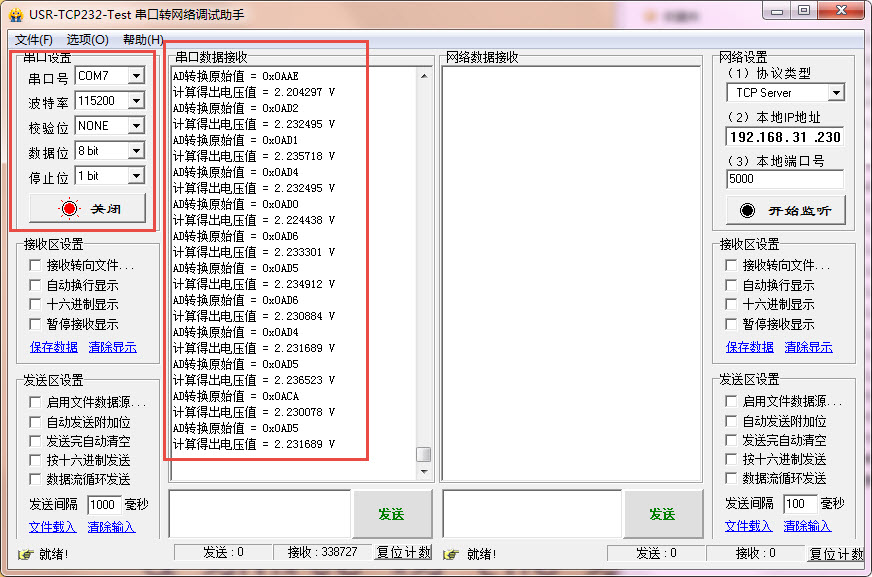 USR-TCP232-Test 串口转网络调试助手
文件(F) 选项(O) 帮助(H)
串口设置
串口号 COM7
波特率 115200
校验位 NONE
数据位 8 bit
停止位 1 bit
关闭
接收区设置
接收转向文件...
自动换行显示
十六进制显示
暂停接收显示
保存数据 清除显示
发送区设置
启用文件数据源...
自动发送附加位
发送完自动清空
按十六进制发送
数据流循环发送
发送间隔 1000 毫秒
文件载入 清除输入
就绪!
串口数据接收
AD转换原始值 = 0x0AAE
计算得出电压值 = 2.204297 V
AD转换原始值 = 0x0AD2
计算得出电压值 = 2.232495 V
AD转换原始值 = 0x0AD1
计算得出电压值 = 2.235718 V
AD转换原始值 = 0x0AD4
计算得出电压值 = 2.232495 V
AD转换原始值 = 0x0AD0
计算得出电压值 = 2.224438 V
AD转换原始值 = 0x0AD6
计算得出电压值 = 2.233301 V
AD转换原始值 = 0x0AD5
计算得出电压值 = 2.234912 V
AD转换原始值 = 0x0AD6
计算得出电压值 = 2.230884 V
AD转换原始值 = 0x0AD4
计算得出电压值 = 2.231689 V
AD转换原始值 = 0x0AD5
计算得出电压值 = 2.236523 V
AD转换原始值 = 0x0ACA
计算得出电压值 = 2.230078 V
AD转换原始值 = 0x0AD5
计算得出电压值 = 2.231689 V
发送
发送 : 0 接收 : 338727 复位计数
网络数据接收
发送
就绪!
发送 : 0 接收 : 0 复位计数
网络设置
(1) 协议类型
TCP Server
(2) 本地IP地址
192.168. 31 .230
(3) 本地端口号
5000
开始监听
接收区设置
接收转向文件...
自动换行显示
十六进制显示
暂停接收显示
保存数据 清除显示
发送区设置
启用文件数据源...
自动发送附加位
发送完自动清空
按十六进制发送
数据流循环发送
发送间隔 100 毫秒
文件载入 清除输入